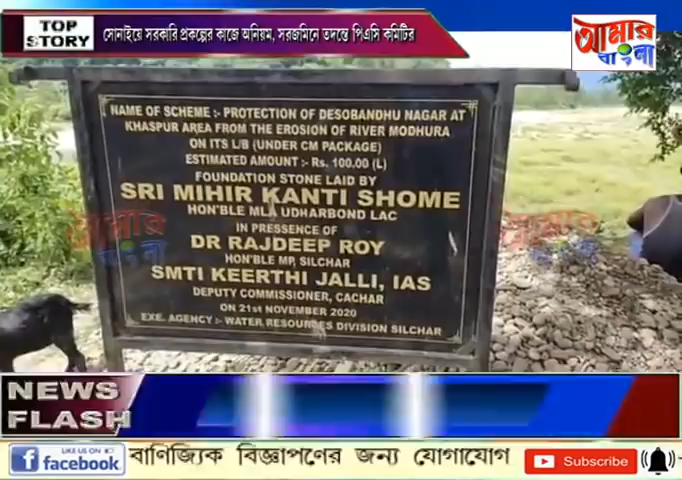 TOP
STORY
সোনাইয়ে সরকারি প্রকল্পের কাজে অনিয়ম, সরজমিনে তদন্তে পিএসি কমিটির
আমার
বাংলা
NAME OF SCHEME :- PROTECTION OF DESOBANDHU NAGAR AT
KHASPUR AREA FROM THE EROSION OF RIVER MODHURA
ON ITS L/B (UNDER CM PACKAGE)
ESTIMATED AMOUNT :- Rs. 100.00 (L)
FOUNDATION STONE LAID BY
SRI MIHIR KANTI SHOME
HON'BLE MLA UDHARBOND LAC
IN PRESENCE OF
DR RAJDEEP ROY
HON'BLE MP, SILCHAR
SMTI KEERTHI JALLI, IAS
DEPUTY COMMISSIONER, CACHAR
ON 21st NOVEMBER 2020
EXE. AGENCY :- WATER RESOURCES DIVISION SILCHAR
আমার
বাংলা
আমার
বাংলা
NEWS
FLASH
LIKE US ON
facebook
বাণিজ্যিক বিজ্ঞাপণের জন্য যোগাযোগ
Subscribe